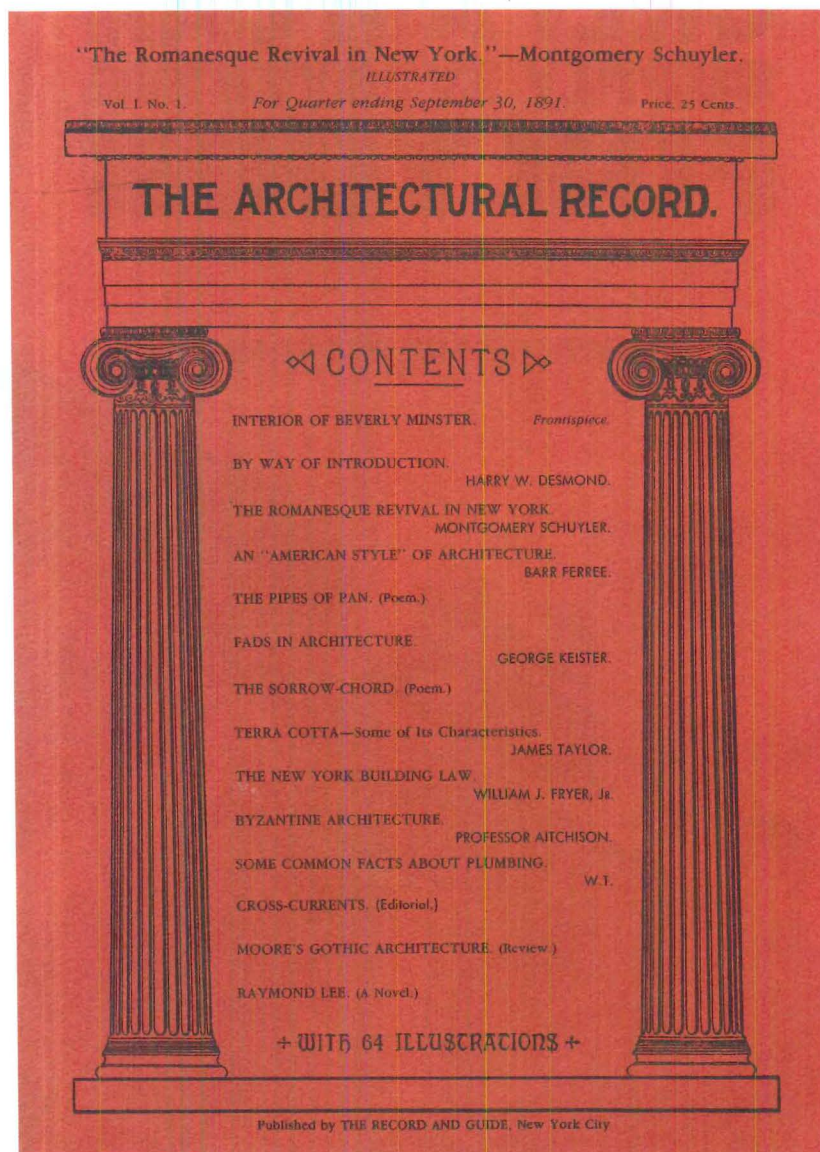 "The Romanesque Revival in New York."—Montgomery Schuyler.
ILLUSTRATED
Vol. I. No. 1. For Quarter ending September 30, 1891. Price, 25 Cents.
THE ARCHITECTURAL RECORD.
CONTENTS
INTERIOR OF BEVERLY MINSTER. Frontispiece.
BY WAY OF INTRODUCTION.
HARRY W. DESMOND.
THE ROMANESQUE REVIVAL IN NEW YORK.
MONTGOMERY SCHUYLER.
AN "AMERICAN STYLE" OF ARCHITECTURE.
BARR FERREE.
THE PIPES OF PAN. (Poem.)
FADS IN ARCHITECTURE.
GEORGE KEISTER.
THE SORROW-CHORD. (Poem.)
TERRA COTTA—Some of Its Characteristics.
JAMES TAYLOR.
THE NEW YORK BUILDING LAW.
WILLIAM J. FRYER, Jr.
BYZANTINE ARCHITECTURE.
PROFESSOR AITCHISON.
SOME COMMON FACTS ABOUT PLUMBING.
W.T.
CROSS-CURRENTS. (Editorial.)
MOORE'S GOTHIC ARCHITECTURE. (Review.)
RAYMOND LEE. (A Novel.)
+ WITH 64 ILLUSTRATIONS +
Published by THE RECORD AND GUIDE, New York City